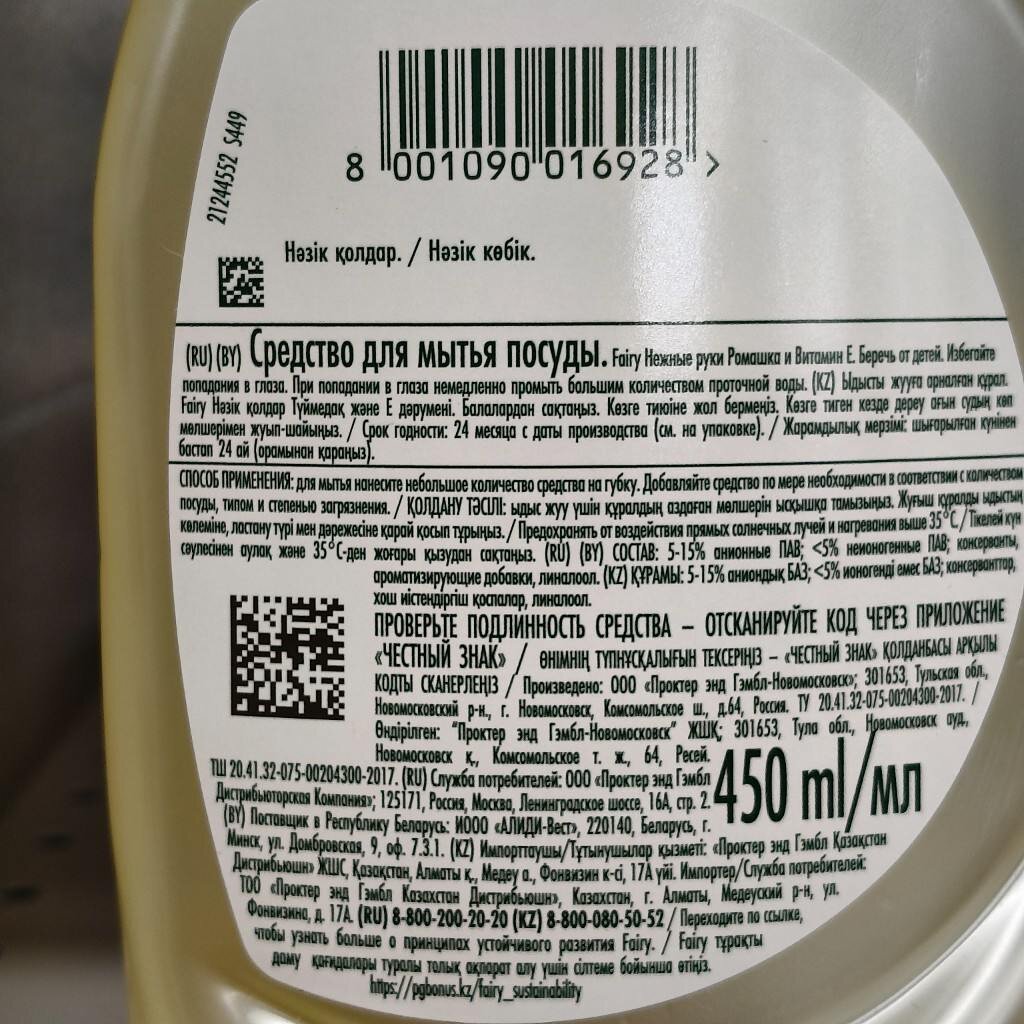 8 001090 016928 >
21244552 S449
Нәзік қолдар. / Нәзік көбік.
(RU) (BY) Средство для мытья посуды. Fairy Нежные руки Ромашка и Витамин Е. Беречь от детей. Избегайте
попадания в глаза. При попадании в глаза немедленно промыть большим количеством проточной воды. (KZ) Ыдысты жууға арналған құрал.
Fairy Нәзік қолдар Түймедақ және Е дәрумені. Балалардан сақтаңыз. Көзге тиюіне жол бермеңіз. Көзге тиген кезде дереу ағын судың көп
мөлшерімен жуып-шайыңыз. / Срок годности: 24 месяца с даты производства (см. на упаковке). / Жарамдылық мерзімі: шығарылған күнінен
бастап 24 ай (орамынан қараңыз).
СПОСОБ ПРИМЕНЕНИЯ: для мытья нанесите небольшое количество средства на губку. Добавляйте средство по мере необходимости в соответствии с количеством
посуды, типом и степенью загрязнения. / ҚОЛДАНУ ТӘСІЛІ: ыдыс жуу үшін құралдың аздаған мөлшерін ысқышқа тамызыңыз. Жуғыш құралды ыдыстың
көлеміне, ластану түрі мен дәрежесіне қарай қосып тұрыңыз. / Предохранять от воздействия прямых солнечных лучей и нагревания выше 35°С. / Тікелей күн
сәулесінен аулақ және 35°С-ден жоғары қызудан сақтаңыз. (RU) (BY) СОСТАВ: 5-15% анионные ПАВ; <5% неионогенные ПАВ; консерванты,
ароматизирующие добавки, линалоол. (KZ) ҚҰРАМЫ: 5-15% аниондық БАЗ; <5% ионогенді емес БАЗ; консерванттар,
хош иістендіргіш қоспалар, линалоол.
ПРОВЕРЬТЕ ПОДЛИННОСТЬ СРЕДСТВА – ОТСКАНИРУЙТЕ КОД ЧЕРЕЗ ПРИЛОЖЕНИЕ
«ЧЕСТНЫЙ ЗНАК» / ӨНІМНІҢ ТҮПНҰСҚАЛЫҒЫН ТЕКСЕРІҢІЗ – «ЧЕСТНЫЙ ЗНАК» ҚОЛДАНБАСЫ АРҚЫЛЫ
КОДТЫ СКАНЕРЛЕҢІЗ / Произведено: ООО «Проктер энд Гэмбл-Новомосковск»; 301653, Тульская обл.,
Новомосковский р-н., г. Новомосковск, Комсомольское ш., д.64, Россия. ТУ 20.41.32-075-00204300-2017. /
Өндірілген: "Проктер энд Гэмбл-Новомосковск" ЖШҚ; 301653, Тула обл., Новомосковск ауд.,
Новомосковск қ., Комсомольское т. ж., 64, Ресей.
ТШ 20.41.32-075-00204300-2017. (RU) Служба потребителей: ООО «Проктер энд Гэмбл
Дистрибьюторская Компания»; 125171, Россия, Москва, Ленинградское шоссе, 16А, стр. 2.
450 ml/мл
(BY) Поставщик в Республику Беларусь: ИООО «АЛИДИ-Вест», 220140, Беларусь, г.
Минск, ул. Домбровская, 9, оф. 7.3.1. (KZ) Импорттаушы/Тұтынушылар қызметі: «Проктер энд Гэмбл Қазақстан
Дистрибьюшн» ЖШС, Қазақстан, Алматы қ., Медеу а., Фонвизин к-сі, 17А үйі. Импортер/Служба потребителей:
ТОО «Проктер энд Гэмбл Казахстан Дистрибьюшн», Казахстан, г. Алматы, Медеуский р-н, ул.
Фонвизина, д. 17А. (RU) 8-800-200-20-20 (KZ) 8-800-080-50-52 / Переходите по ссылке,
чтобы узнать больше о принципах устойчивого развития Fairy. / Fairy тұрақты
даму қағидалары туралы толық ақпарат алу үшін сілтеме бойынша өтіңіз.
https://pgbonus.kz/fairy_sustainability